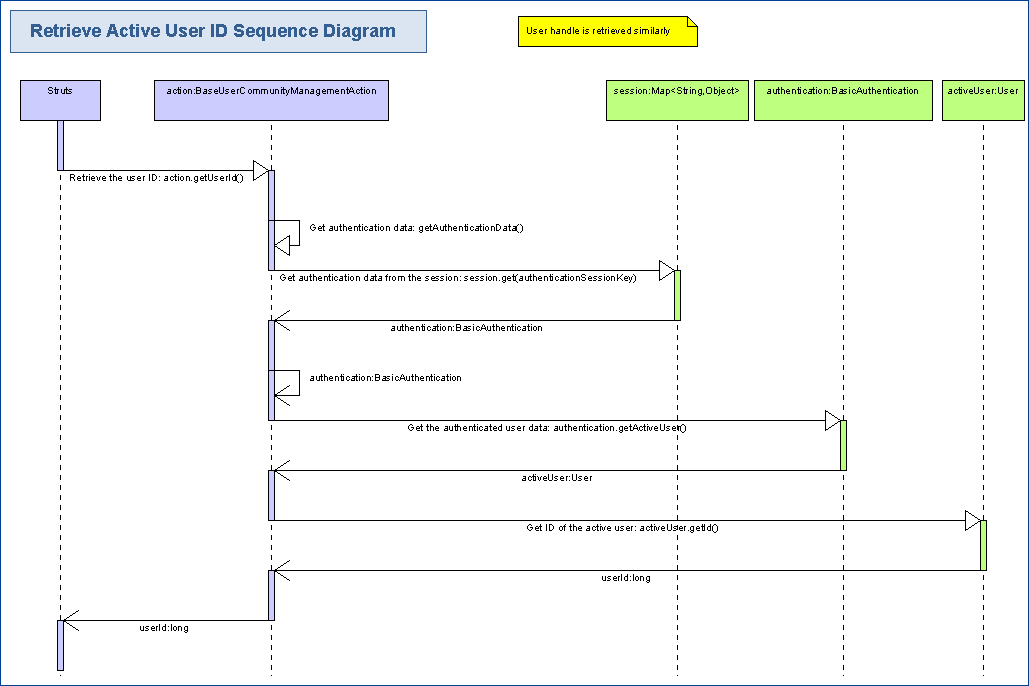 Retrieve Active User ID Sequence Diagram
User handle is retrieved similarly
Struts
action:BaseUserCommunityManagementAction
session:Map<String,Object>
authentication:BasicAuthentication
activeUser:User
Retrieve the user ID: action.getUserId()
Get authentication data: getAuthenticationData()
Get authentication data from the session: session.get(authenticationSessionKey)
authentication:BasicAuthentication
authentication:BasicAuthentication
Get the authenticated user data: authentication.getActiveUser()
activeUser:User
Get ID of the active user: activeUser.getId()
userId:long
userId:long